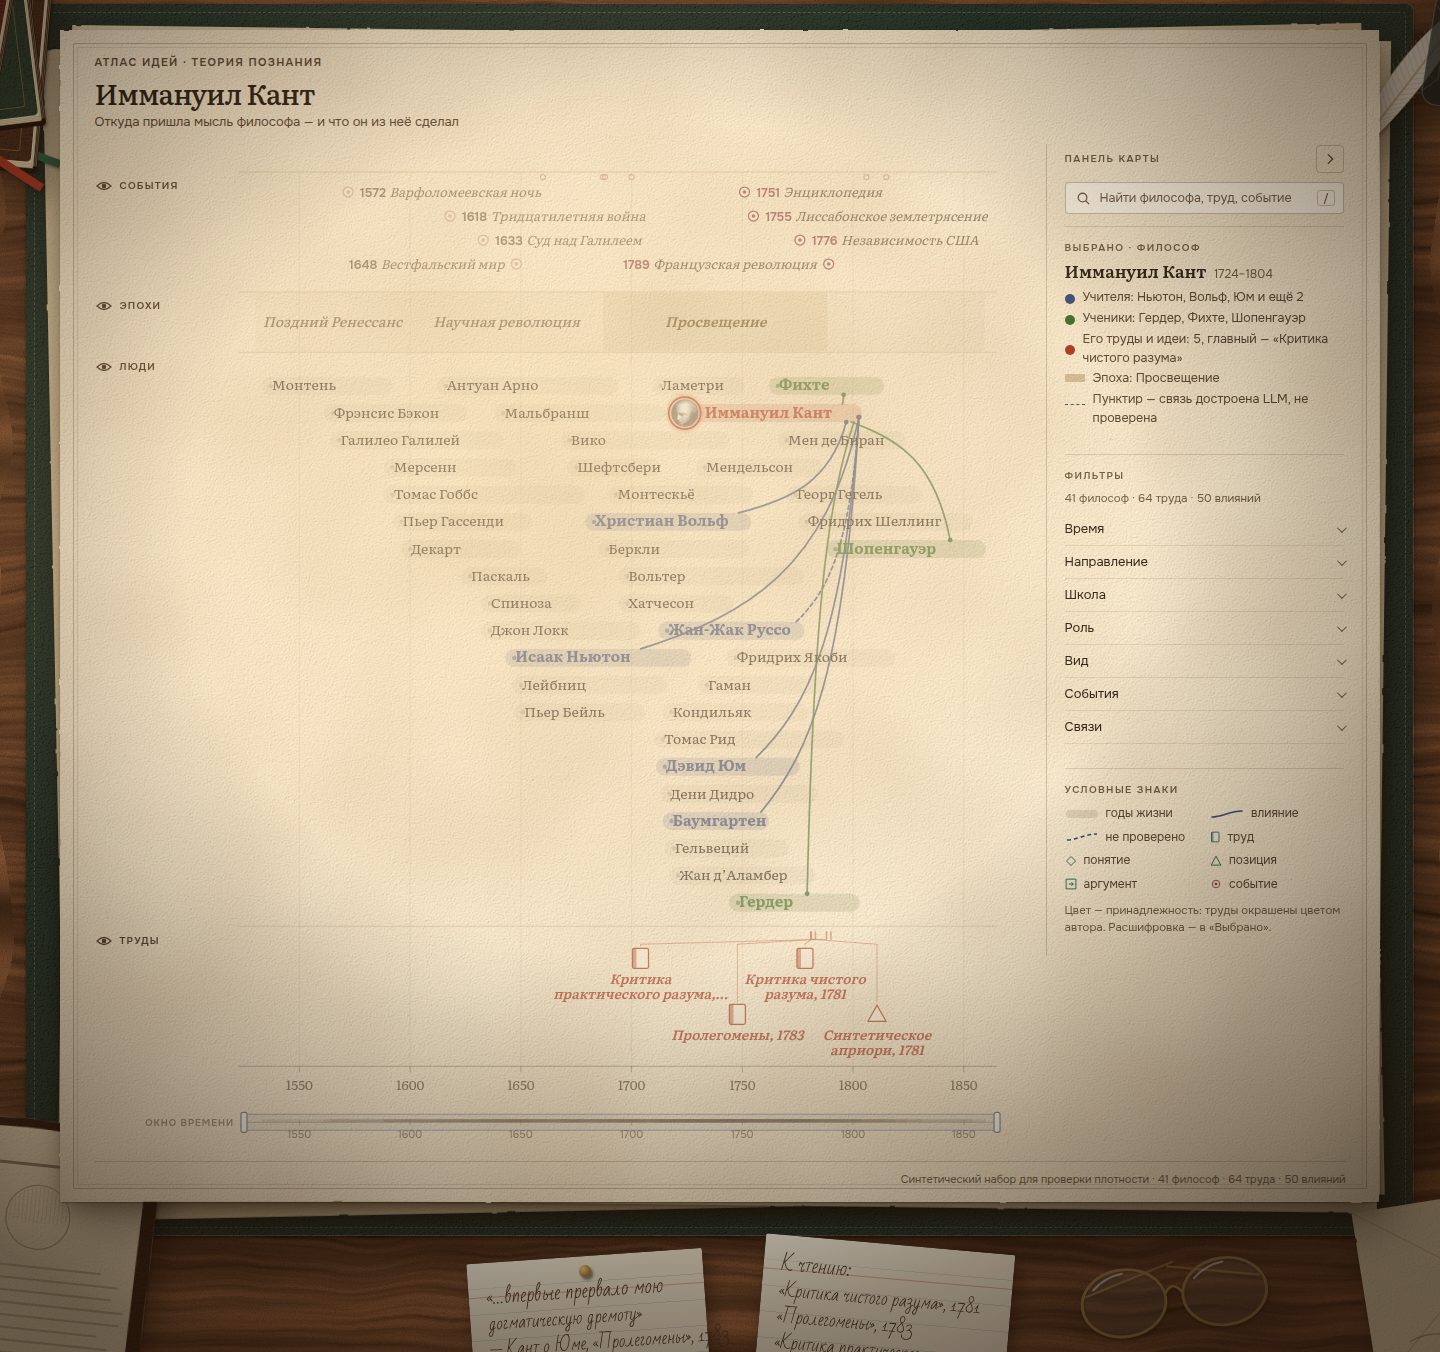 АТЛАС ИДЕЙ · ТЕОРИЯ ПОЗНАНИЯ
Иммануил Кант
Откуда пришла мысль философа — и что он из неё сделал
СОБЫТИЯ
1572 Варфоломеевская ночь
1751 Энциклопедия
1618 Тридцатилетняя война
1755 Лиссабонское землетрясение
1633 Суд над Галилеем
1776 Независимость США
1648 Вестфальский мир
1789 Французская революция
ЭПОХИ
Поздний Ренессанс
Научная революция
Просвещение
ЛЮДИ
Монтень
Антуан Арно
Ламетри
Фихте
Фрэнсис Бэкон
Мальбранш
Иммануил Кант
Галилео Галилей
Вико
Мен де Биран
Мерсенн
Шефтсбери
Мендельсон
Томас Гоббс
Монтескьё
Георг Гегель
Пьер Гассенди
Христиан Вольф
Фридрих Шеллинг
Декарт
Беркли
Шопенгауэр
Паскаль
Вольтер
Спиноза
Хатчесон
Джон Локк
Жан-Жак Руссо
Исаак Ньютон
Фридрих Якоби
Лейбниц
Гаман
Пьер Бейль
Кондильяк
Томас Рид
Дэвид Юм
Дени Дидро
Баумгартен
Гельвеций
Жан д’Аламбер
Гердер
ТРУДЫ
Критика
практического разума,...
Критика чистого
разума, 1781
Пролегомены, 1783
Синтетическое
априори, 1781
1550 1600 1650 1700 1750 1800 1850
ОКНО ВРЕМЕНИ
1550 1600 1650 1700 1750 1800 1850
ПАНЕЛЬ КАРТЫ
Найти философа, труд, событие /
ВЫБРАНО · ФИЛОСОФ
Иммануил Кант 1724–1804
Учителя: Ньютон, Вольф, Юм и ещё 2
Ученики: Гердер, Фихте, Шопенгауэр
Его труды и идеи: 5, главный — «Критика
чистого разума»
Эпоха: Просвещение
Пунктир — связь достроена LLM, не
проверена
ФИЛЬТРЫ
41 философ · 64 труда · 50 влияний
Время
Направление
Школа
Роль
Вид
События
Связи
УСЛОВНЫЕ ЗНАКИ
годы жизни
влияние
не проверено
труд
понятие
позиция
аргумент
событие
Цвет — принадлежность: труды окрашены цветом
автора. Расшифровка — в «Выбрано».
Синтетический набор для проверки плотности · 41 философ · 64 труда · 50 влияний
«...впервые прервало мою
догматическую дремоту»
— Кант о Юме, «Пролегомены», 1783
К чтению:
«Критика чистого разума», 1781
«Пролегомены», 1783